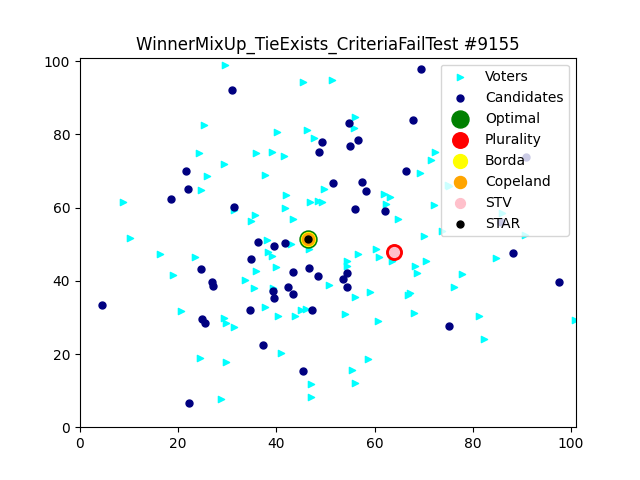 WinnerMixUp_TieExists_CriteriaFailTest #9155
100
80
60
40
20
0
0
20
40
60
80
100
Voters
Candidates
Optimal
Plurality
Borda
Copeland
STV
STAR